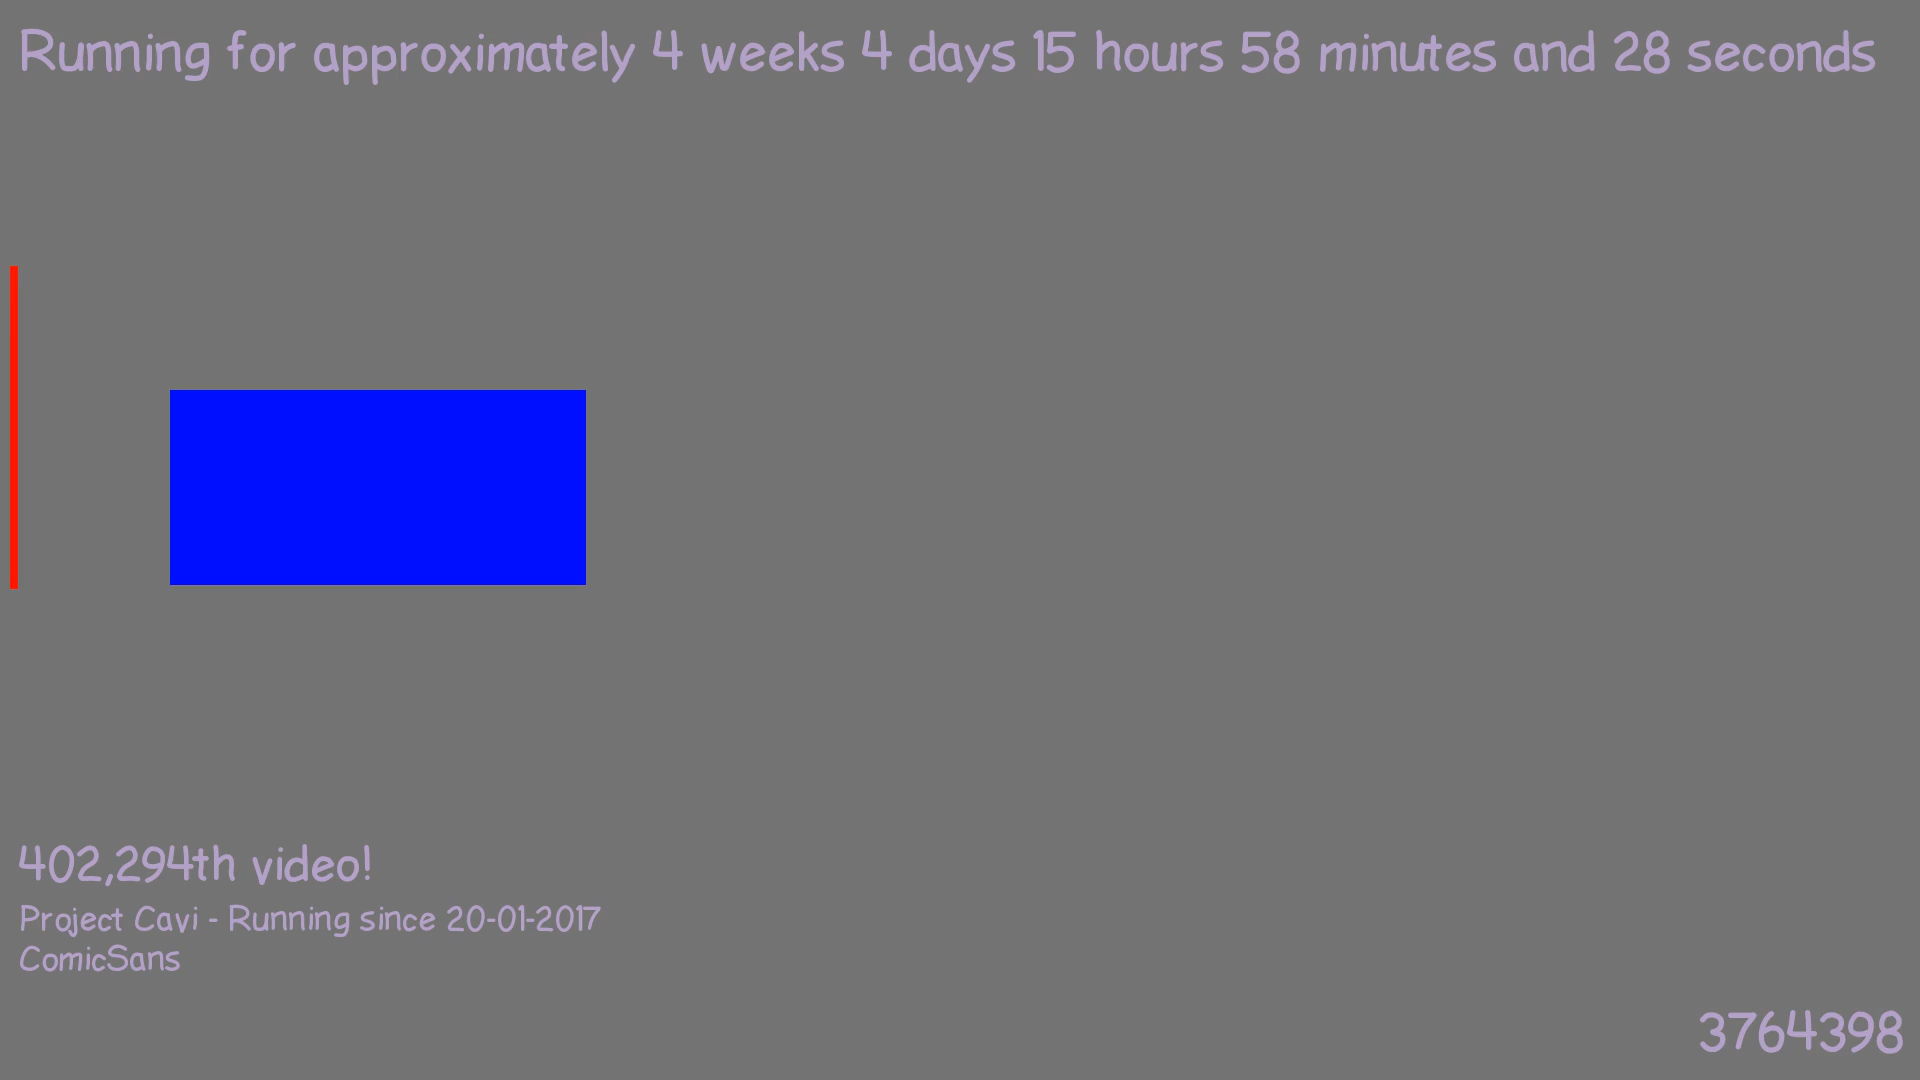 Running for approximately 4 weeks 4 days 15 hours 58 minutes and 28 seconds
402,294th video!
Project Cavi - Running since 20-01-2017
ComicSans
3764398